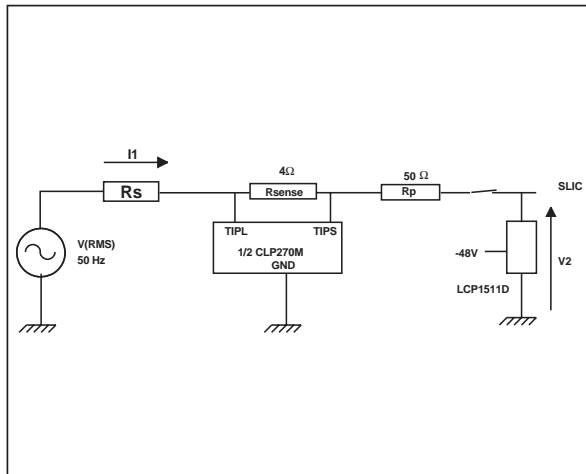 I1
Rs
4Ω
Rsense
50 Ω
Rp
SLIC
TIPL
TIPS
1/2 CLP270M
GND
V(RMS)
50 Hz
-48V
V2
LCP1511D